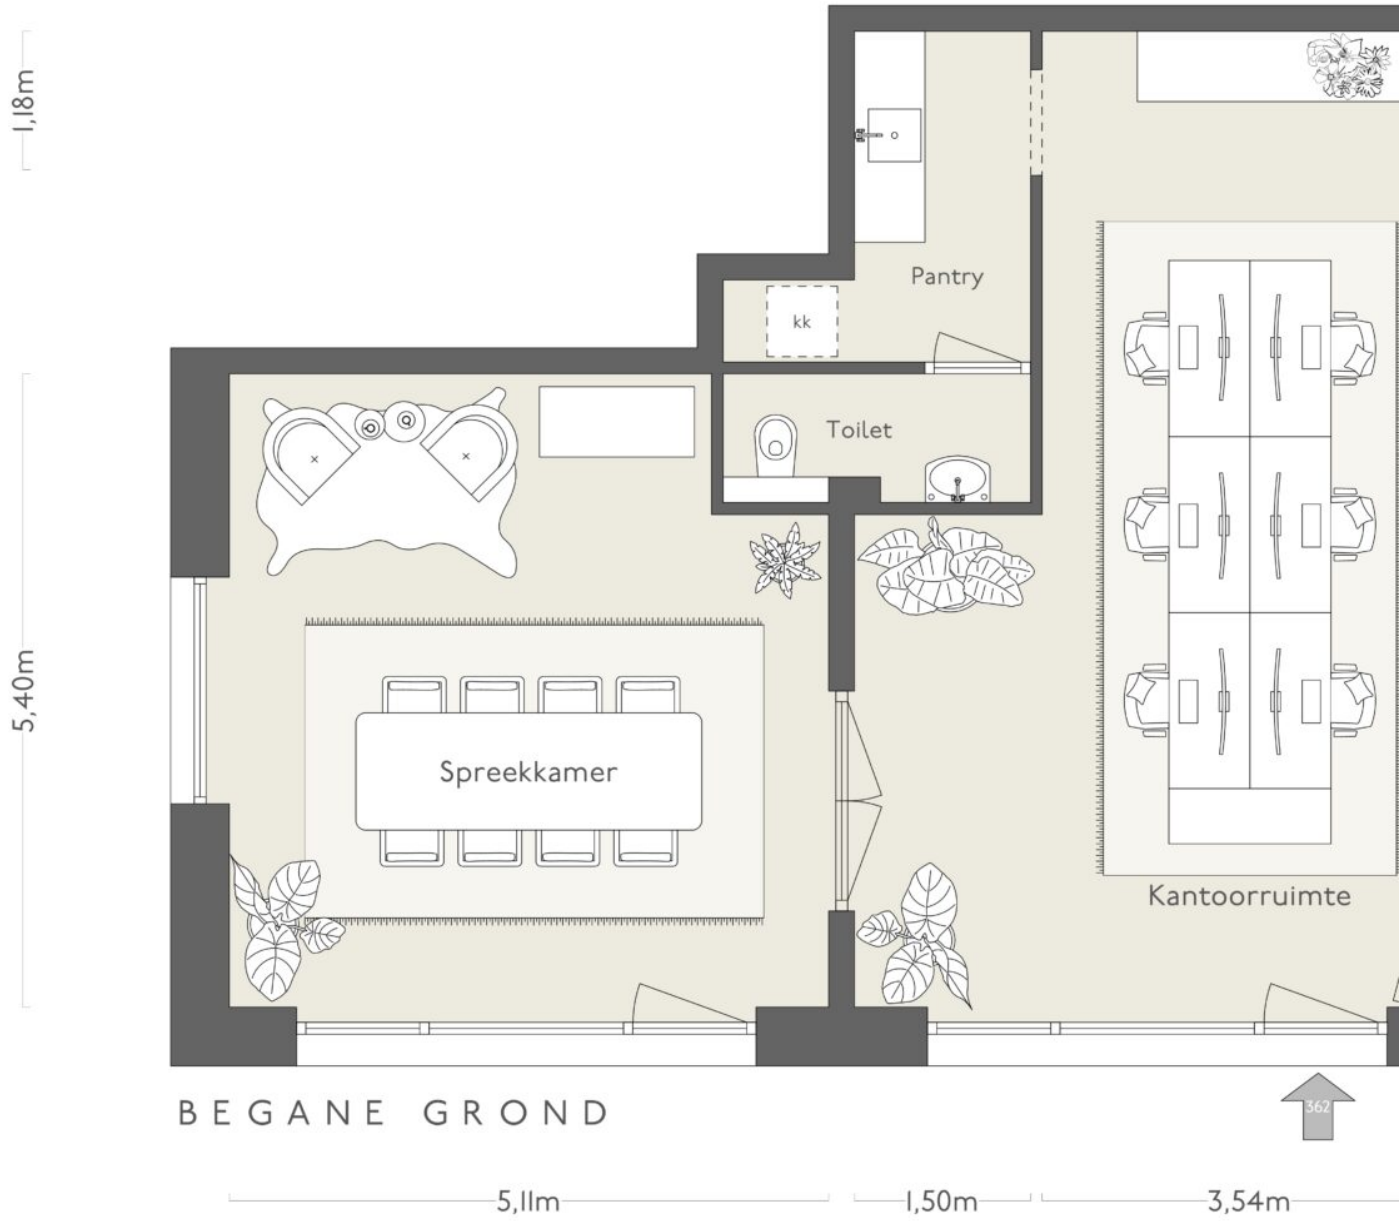 1,18m
Pantry
kk
Toilet
5,40m
Spreekkamer
Kantoorruimte
BEGANE GROND
362
5,11m
1,50m
3,54m